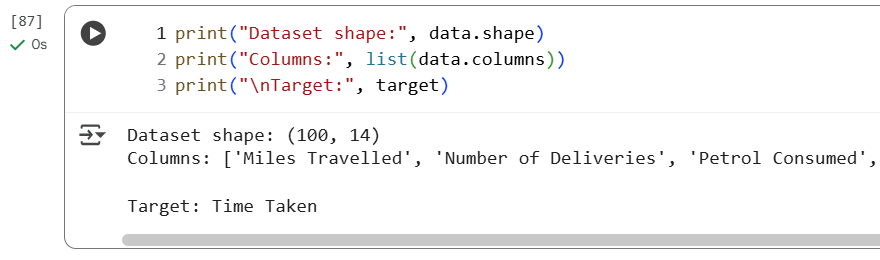 [87]
0s
1 print("Dataset shape:", data.shape)
2 print("Columns:", list(data.columns))
3 print("\nTarget:", target)
Dataset shape: (100, 14)
Columns: ['Miles Travelled', 'Number of Deliveries', 'Petrol Consumed',
Target: Time Taken